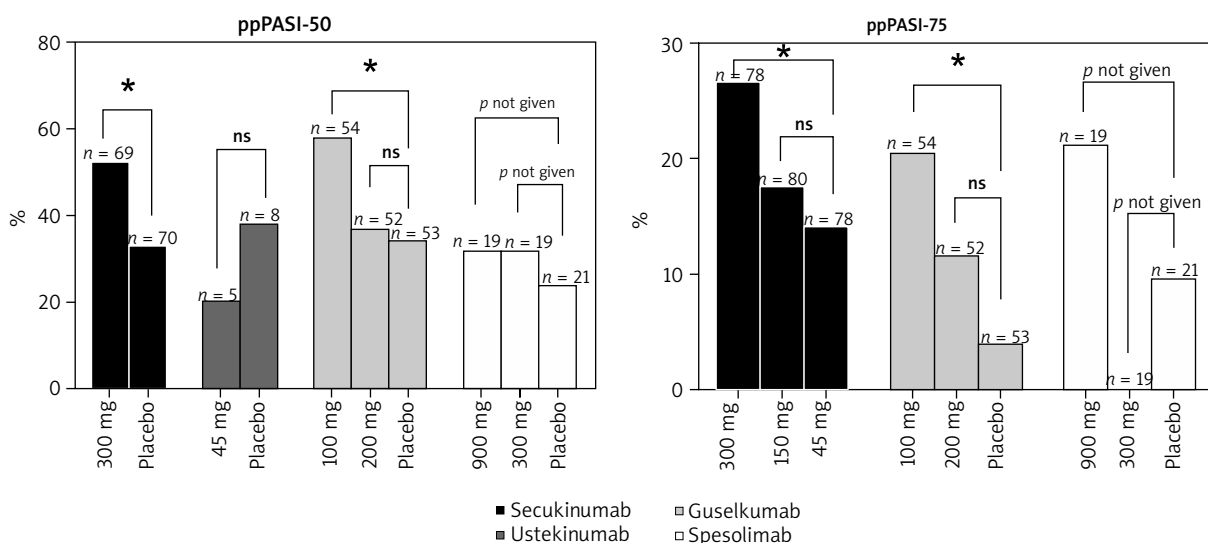 ppPASI-50
80
60
40
20
0
%
*
n = 69
n = 70
ns
n = 5
n = 8
*
n = 54
ns
n = 52
n = 53
p not given
p not given
n = 19
n = 19
n = 21
300 mg
Placebo
45 mg
Placebo
100 mg
200 mg
Placebo
900 mg
300 mg
Placebo
ppPASI-75
30
20
10
0
%
*
n = 78
ns
n = 80
n = 78
*
n = 54
ns
n = 52
n = 53
p not given
n = 19
p not given
n = 19
n = 21
300 mg
150 mg
45 mg
100 mg
200 mg
Placebo
900 mg
300 mg
Placebo
Secukinumab
Ustekinumab
Guselkumab
Spesolimab